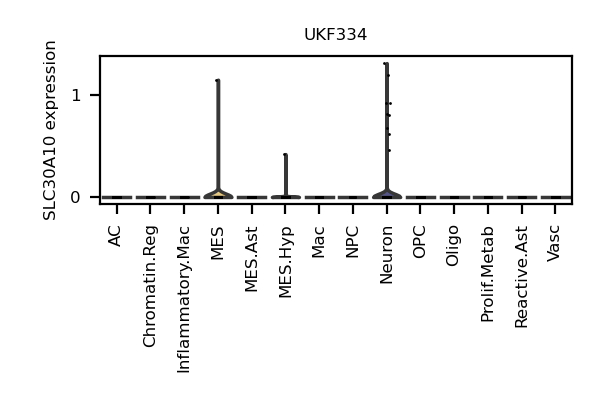 UKF334
SLC30A10 expression
1
0
AC
Chromatin.Reg
Inflammatory.Mac
MES
MES.Ast
MES.Hyp
Mac
NPC
Neuron
OPC
Oligo
Prolif.Metab
Reactive.Ast
Vasc